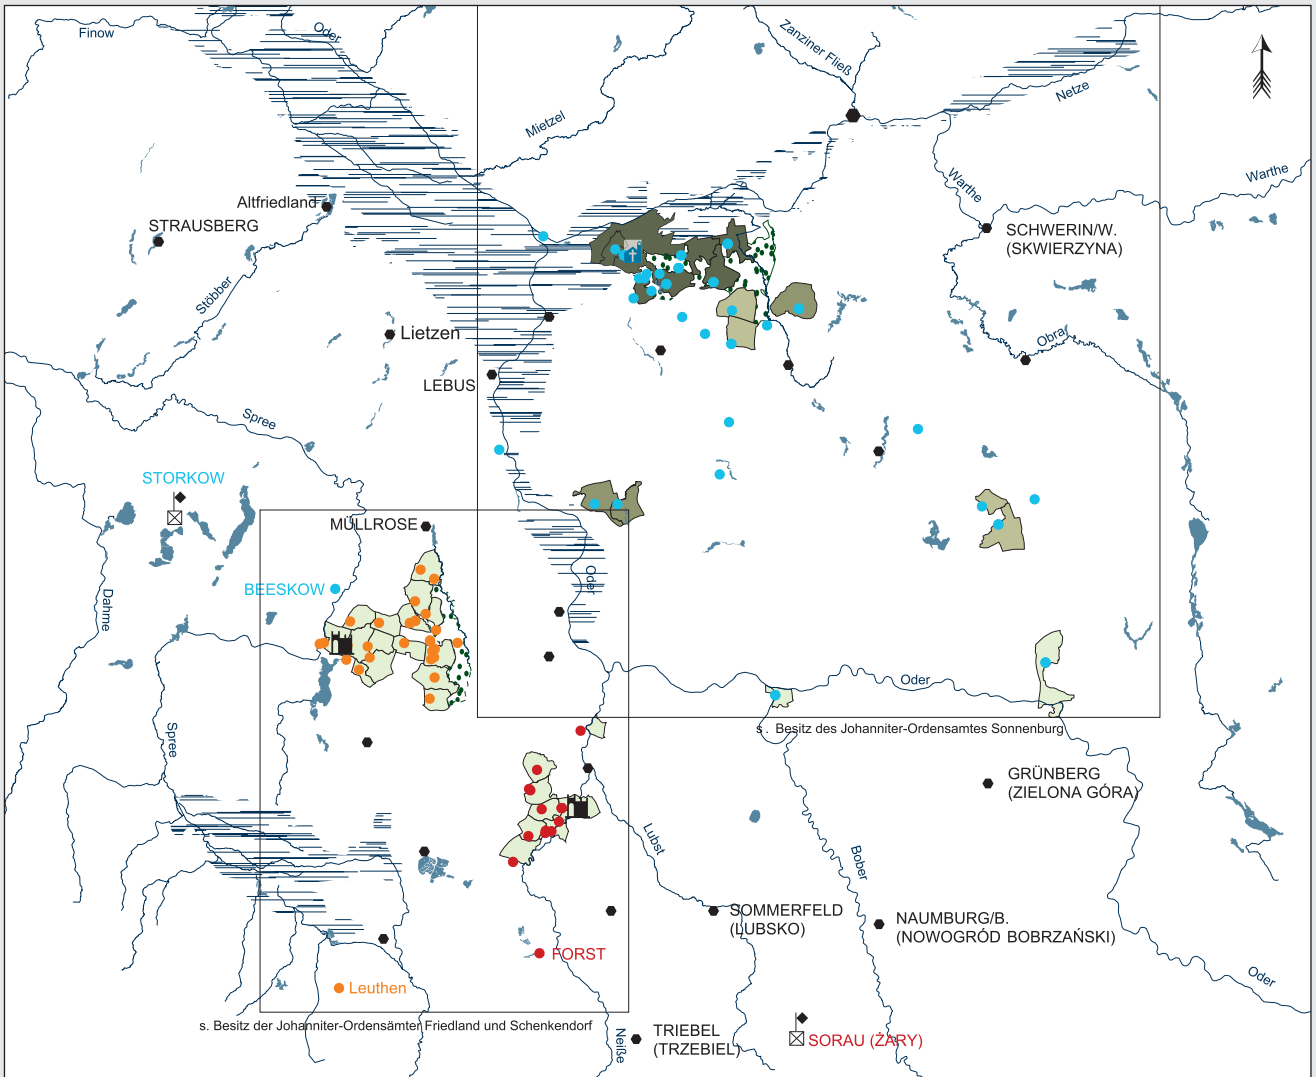 Finow
Oder
Zanziner Fließ
Netze
Mietzel
Warthe
Warthe
Altfriedland
STRAUSBERG
SCHWERIN/W.
(SKWIERZYNA)
Stöbber
Lietzen
Obra
LEBUS
Spree
STORKOW
MÜLLROSE
BEESKOW
Oder
Dahme
Oder
Spree
s. Besitz des Johanniter-Ordensamtes Sonnenburg
GRÜNBERG
(ZIELONA GÓRA)
Lubst
Bober
SOMMERFELD
(LUBSKO)
NAUMBURG/B.
(NOWOGRÓD BOBRZAŃSKI)
FORST
Oder
Leuthen
s. Besitz der Johanniter-Ordensämter Friedland und Schenkendorf
Neiße
TRIEBEL
(TRZEBIEL)
SORAU (ŻARY)